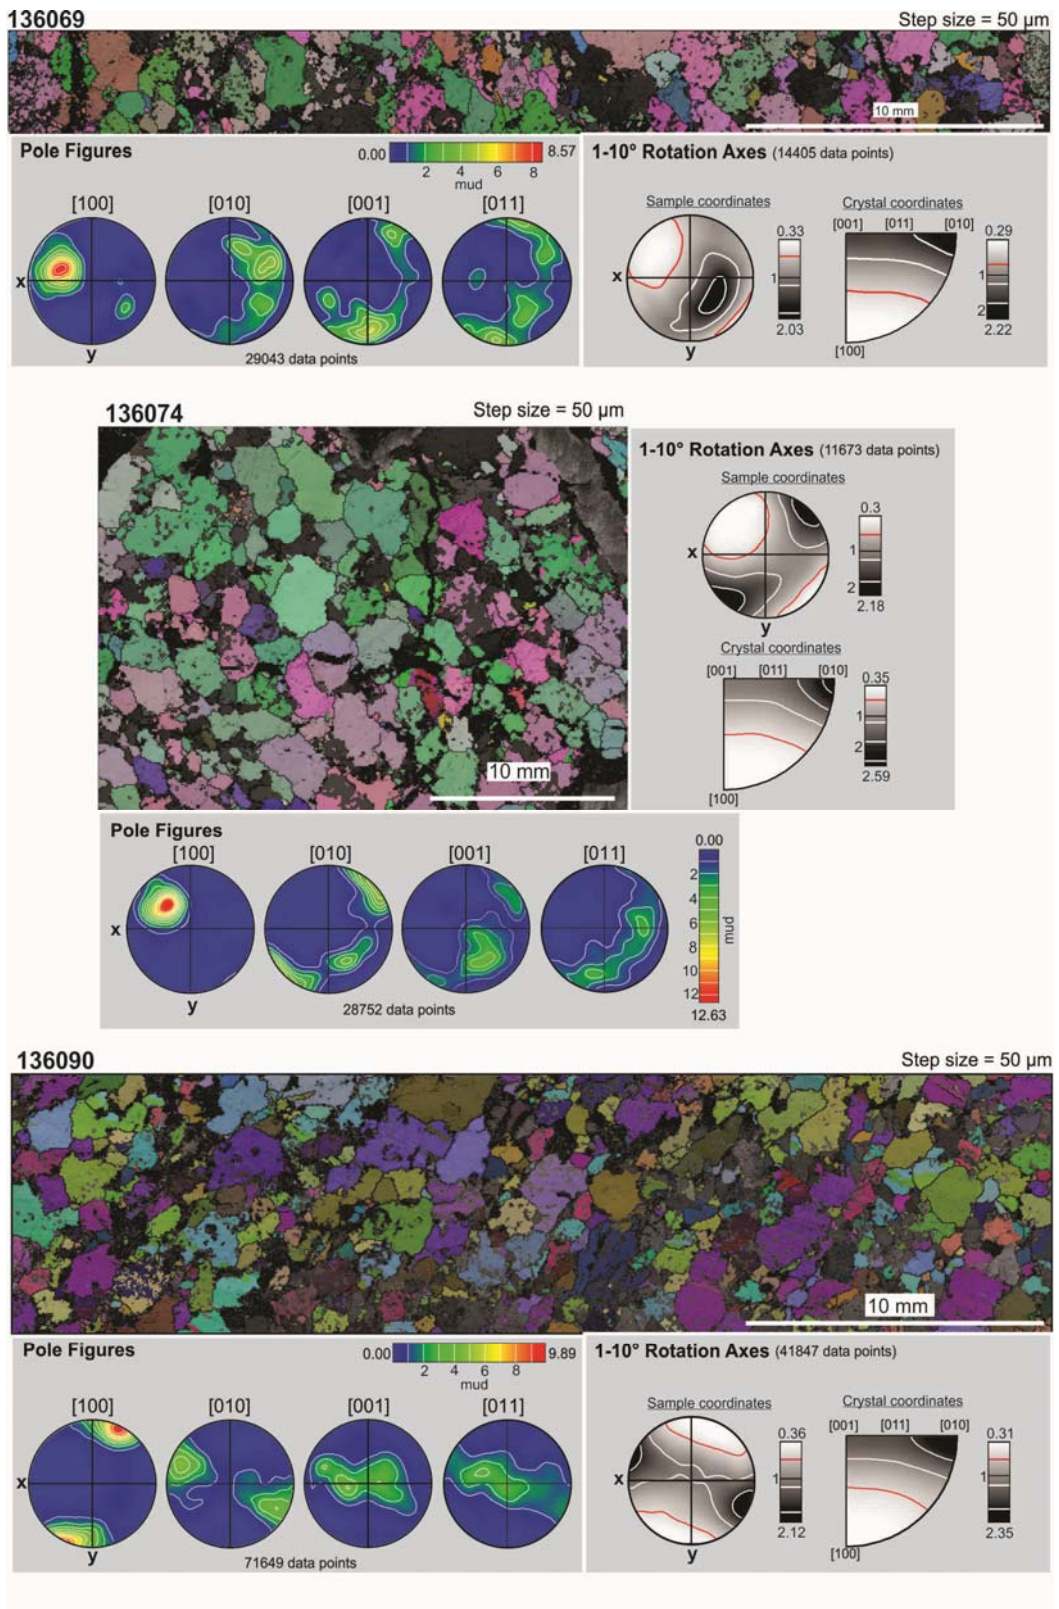 136069 Step size = 50 µm
10 mm
Pole Figures 0.00 8.57
2 4 6 8
mud
[100] [010] [001] [011]
x
y
29043 data points
1-10° Rotation Axes (14405 data points)
Sample coordinates Crystal coordinates
[001] [011] [010]
0.33 0.29
x 1 1
2
2.03 2.22
y [100]
136074 Step size = 50 µm
10 mm
1-10° Rotation Axes (11673 data points)
Sample coordinates
0.3
x 1
2
2.18
y
Crystal coordinates
[001] [011] [010] 0.35
1
2
2.59
[100]
Pole Figures 0.00
[100] [010] [001] [011]
2
4
x 6 mud
8
10
12
y 28752 data points 12.63
136090 Step size = 50 µm
10 mm
Pole Figures 0.00 9.89
2 4 6 8
mud
[100] [010] [001] [011]
x
y
71649 data points
1-10° Rotation Axes (41847 data points)
Sample coordinates Crystal coordinates
[001] [011] [010]
0.36 0.31
x 1 1
2.12 2.35
y [100]